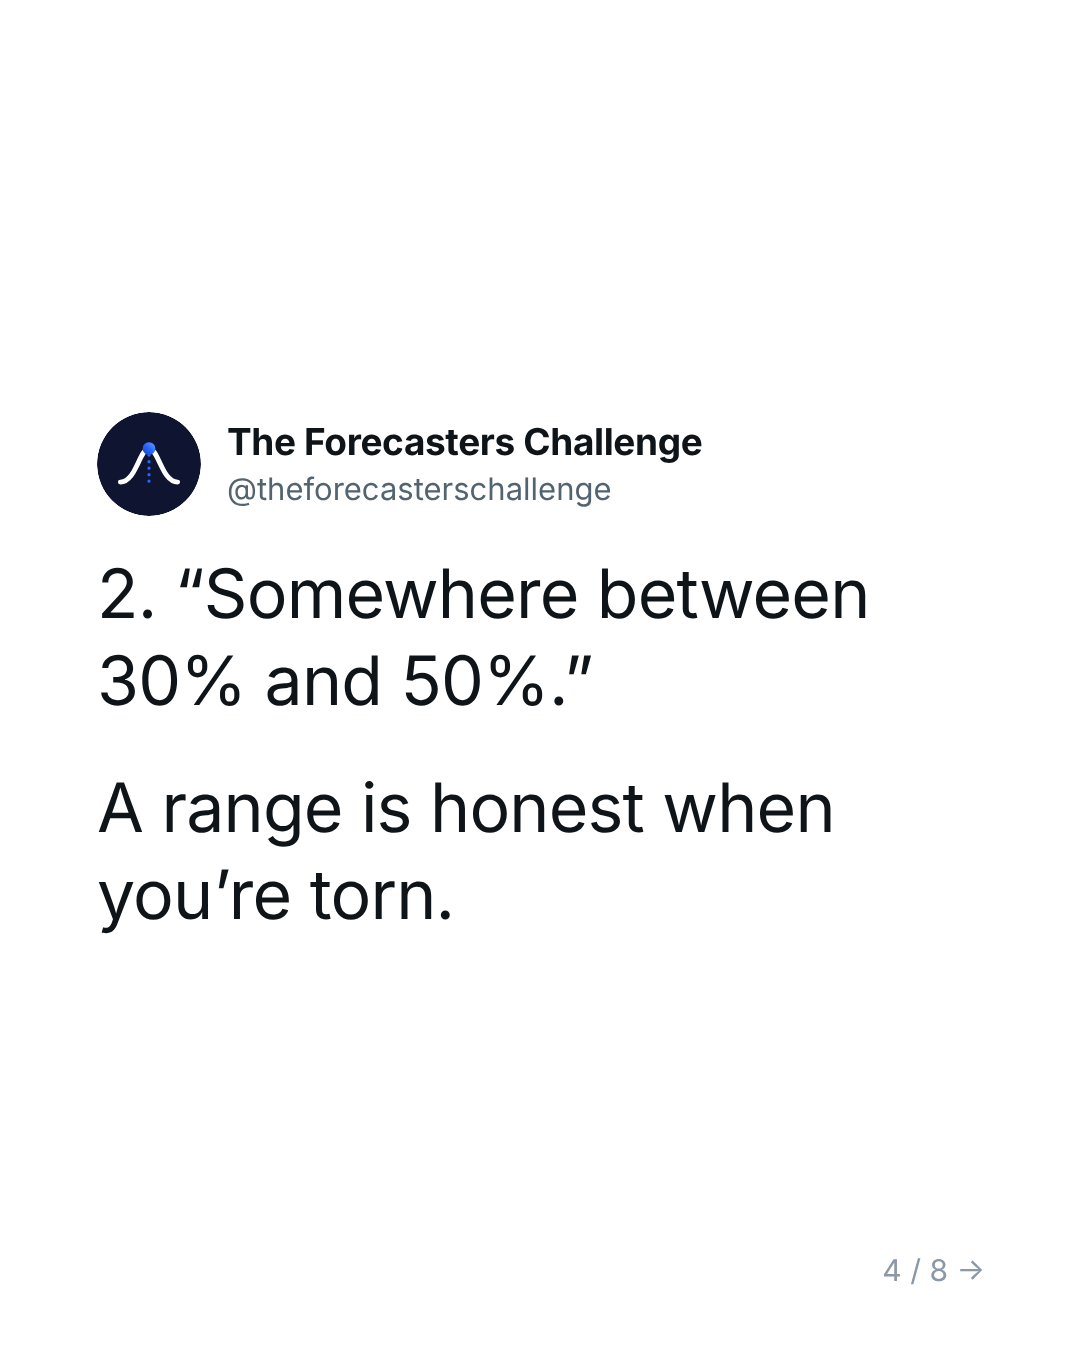 The Forecasters Challenge
@theforecasterschallenge
2. “Somewhere between
30% and 50%.”
A range is honest when
you’re torn.
4 / 8 →